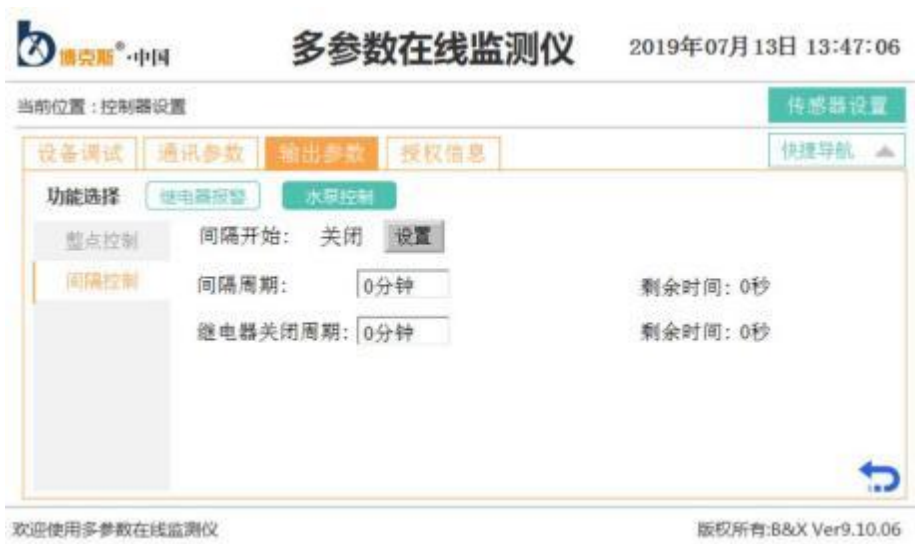 博克斯®·中国 多参数在线监测仪 2019年07月13日 13:47:06
当前位置：控制器设置 传感器设置
设备调试 通讯参数 输出参数 授权信息 快捷导航
功能选择 继电器报警 水泵控制
整点控制 间隔开始: 关闭 设置
间隔控制 间隔周期: 0分钟 剩余时间: 0秒
继电器关闭周期: 0分钟 剩余时间: 0秒
欢迎使用多参数在线监测仪 版权所有:B&X Ver9.10.06